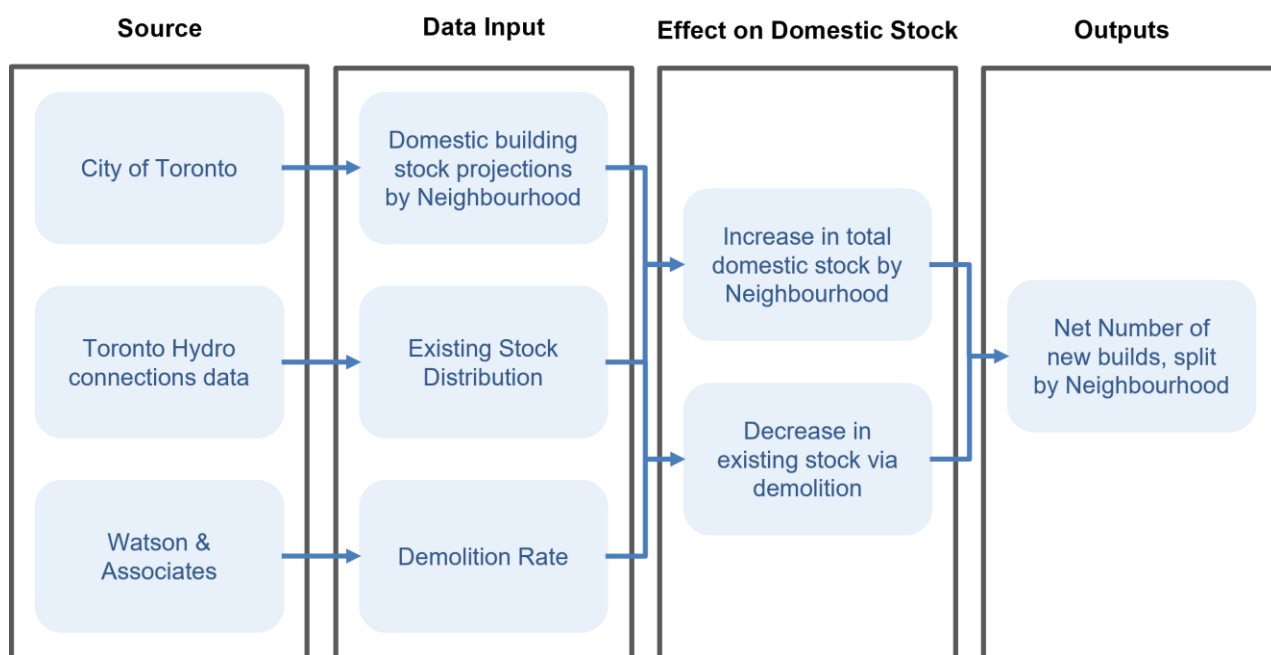 Source
Data Input
Effect on Domestic Stock
Outputs
City of Toronto
Domestic building
stock projections
by Neighbourhood
Increase in total
domestic stock by
Neighbourhood
Toronto Hydro
connections data
Existing Stock
Distribution
Net Number of
new builds, split
by Neighbourhood
Decrease in
existing stock via
demolition
Watson &
Associates
Demolition Rate